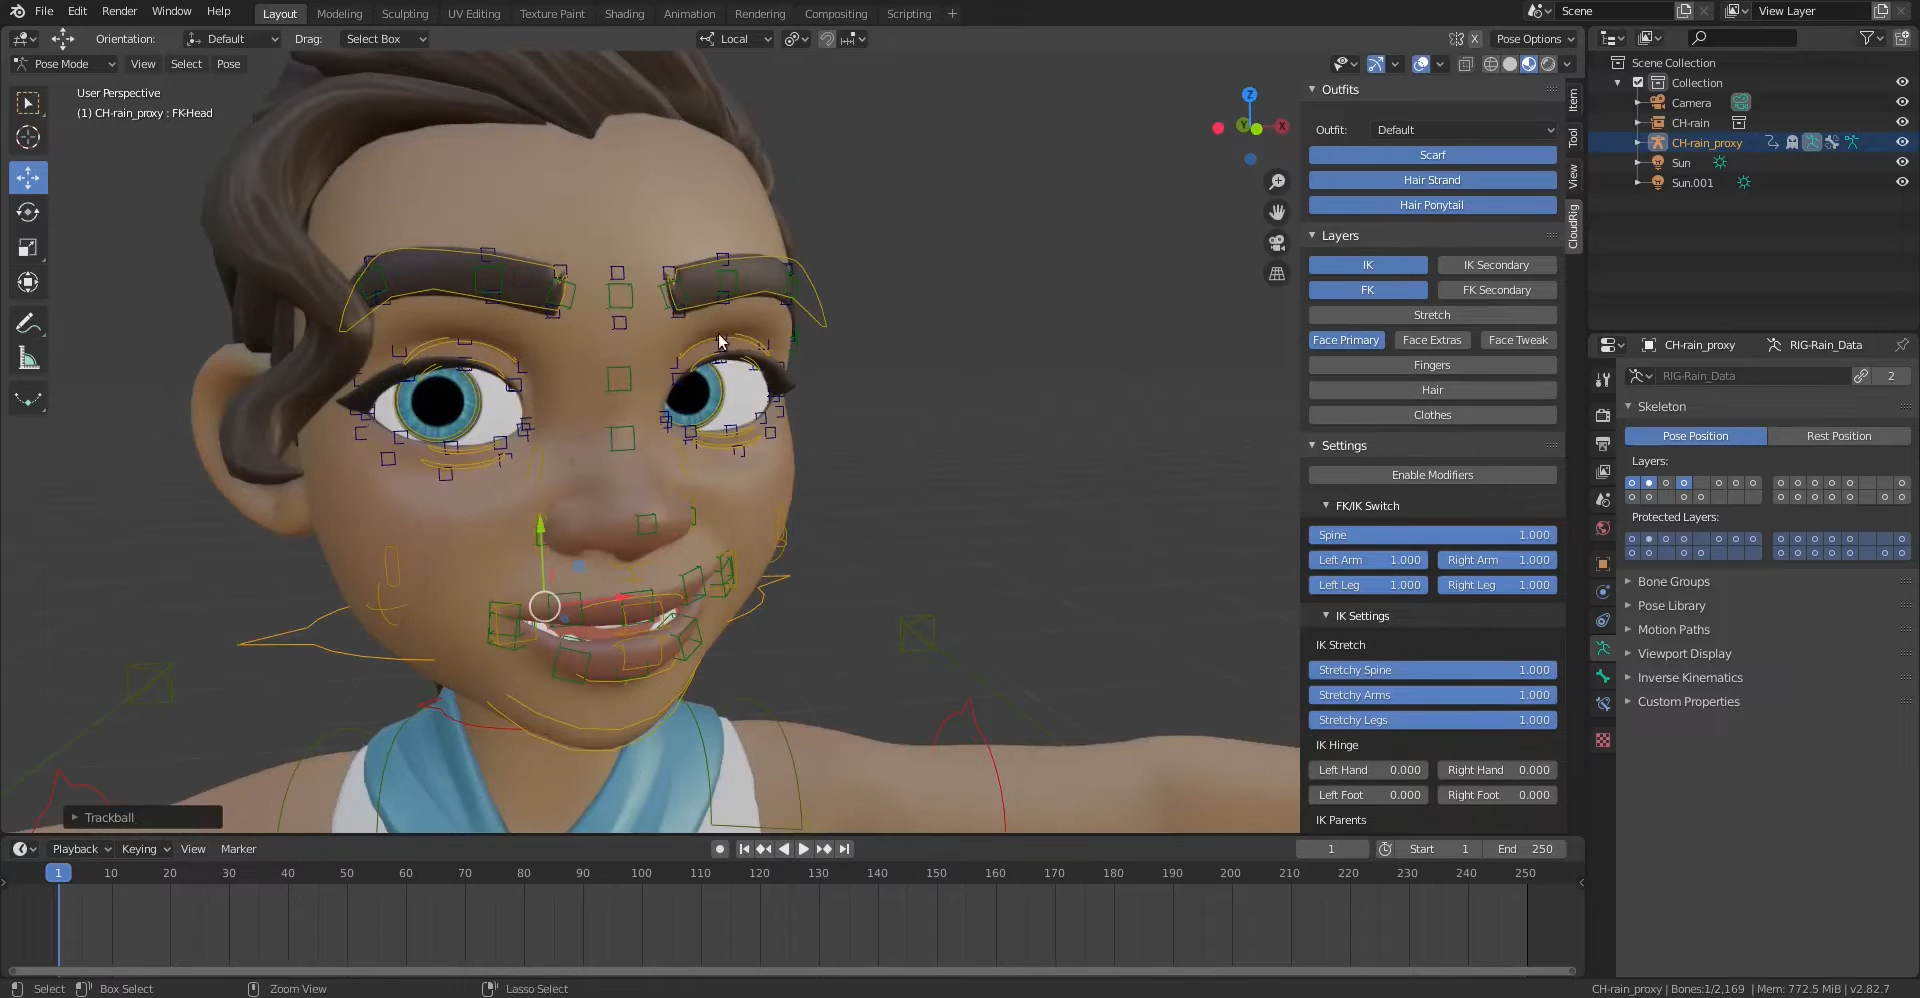 File Edit Render Window Help Layout Modeling Sculpting UV Editing Texture Paint Shading Animation Rendering Compositing Scripting + Scene View Layer
Orientation: Default Drag: Select Box Local X Pose Options
Pose Mode View Select Pose
User Perspective
(1) CH-rain_proxy : FK-Head
Z
Y
X
Outfits
Outfit: Default
Scarf
Hair Strand
Hair Ponytail
Layers
IK IK Secondary
FK FK Secondary
Stretch
Face Primary Face Extras Face Tweak
Fingers
Hair
Clothes
Settings
Enable Modifiers
FK/IK Switch
Spine 1.000
Left Arm 1.000 Right Arm 1.000
Left Leg 1.000 Right Leg 1.000
IK Settings
IK Stretch
Stretchy Spine 1.000
Stretchy Arms 1.000
Stretchy Legs 1.000
IK Hinge
Left Hand 0.000 Right Hand 0.000
Left Foot 0.000 Right Foot 0.000
IK Parents
Item
Tool
View
CloudRig
Scene Collection
Collection
Camera
CH-rain
CH-rain_proxy
Sun
Sun.001
CH-rain_proxy RIG-Rain_Data
RIG-Rain_Data 2
Skeleton
Pose Position Rest Position
Layers:
Protected Layers:
Bone Groups
Pose Library
Motion Paths
Viewport Display
Inverse Kinematics
Custom Properties
Trackball
Playback Keying View Marker 1 Start 1 End 250
1 10 20 30 40 50 60 70 80 90 100 110 120 130 140 150 160 170 180 190 200 210 220 230 240 250
Select Box Select Zoom View Lasso Select CH-rain_proxy | Bones:1/2,169 | Mem: 772.5 MiB | v2.82.7